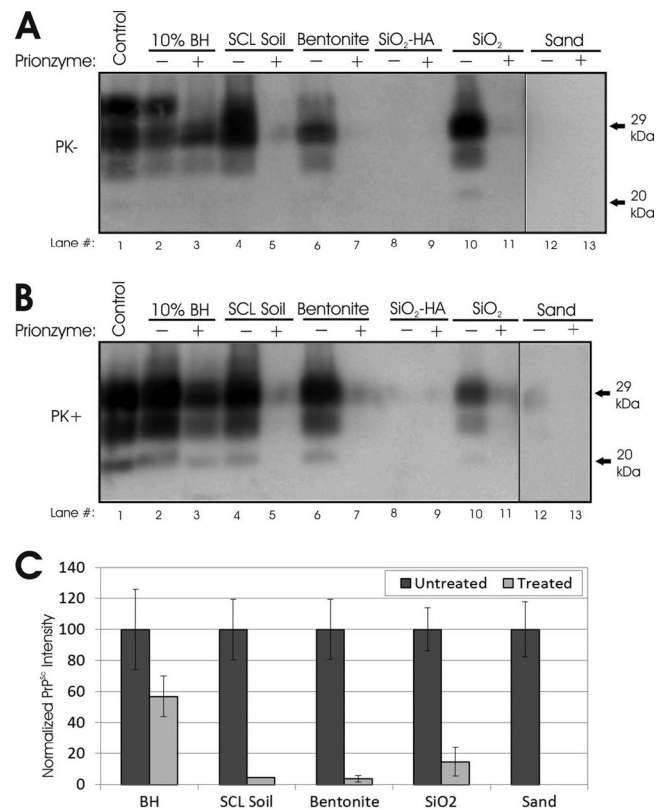 A
Control
10% BH SCL Soil Bentonite SiO₂-HA SiO₂ Sand
Prionzyme: − + − + − + − + − + − +
PK-
29 kDa
20 kDa
Lane #: 1 2 3 4 5 6 7 8 9 10 11 12 13
B
Control
10% BH SCL Soil Bentonite SiO₂-HA SiO₂ Sand
Prionzyme: − + − + − + − + − + − +
PK+
29 kDa
20 kDa
Lane #: 1 2 3 4 5 6 7 8 9 10 11 12 13
C
Normalized PrPˢᶜ Intensity
140
120
100
80
60
40
20
0
Untreated Treated
BH SCL Soil Bentonite SiO2 Sand